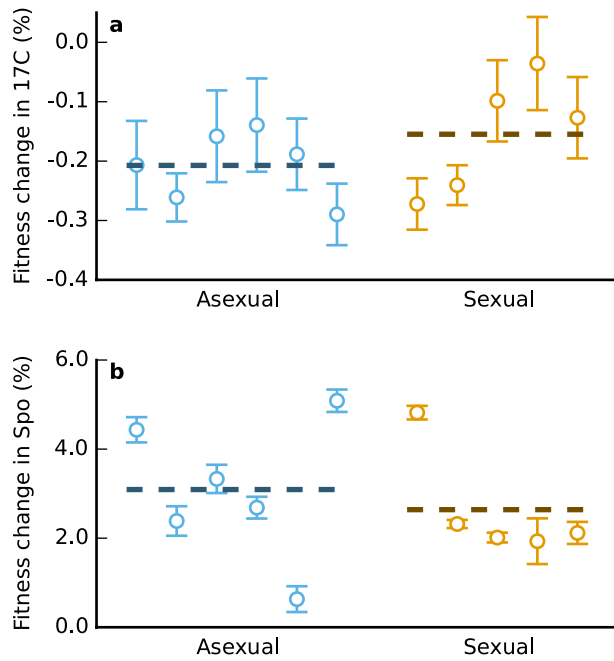 a
Fitness change in 17C (%)
0.0
-0.1
-0.2
-0.3
-0.4
Asexual Sexual
b
Fitness change in Spo (%)
6.0
4.0
2.0
0.0
Asexual Sexual